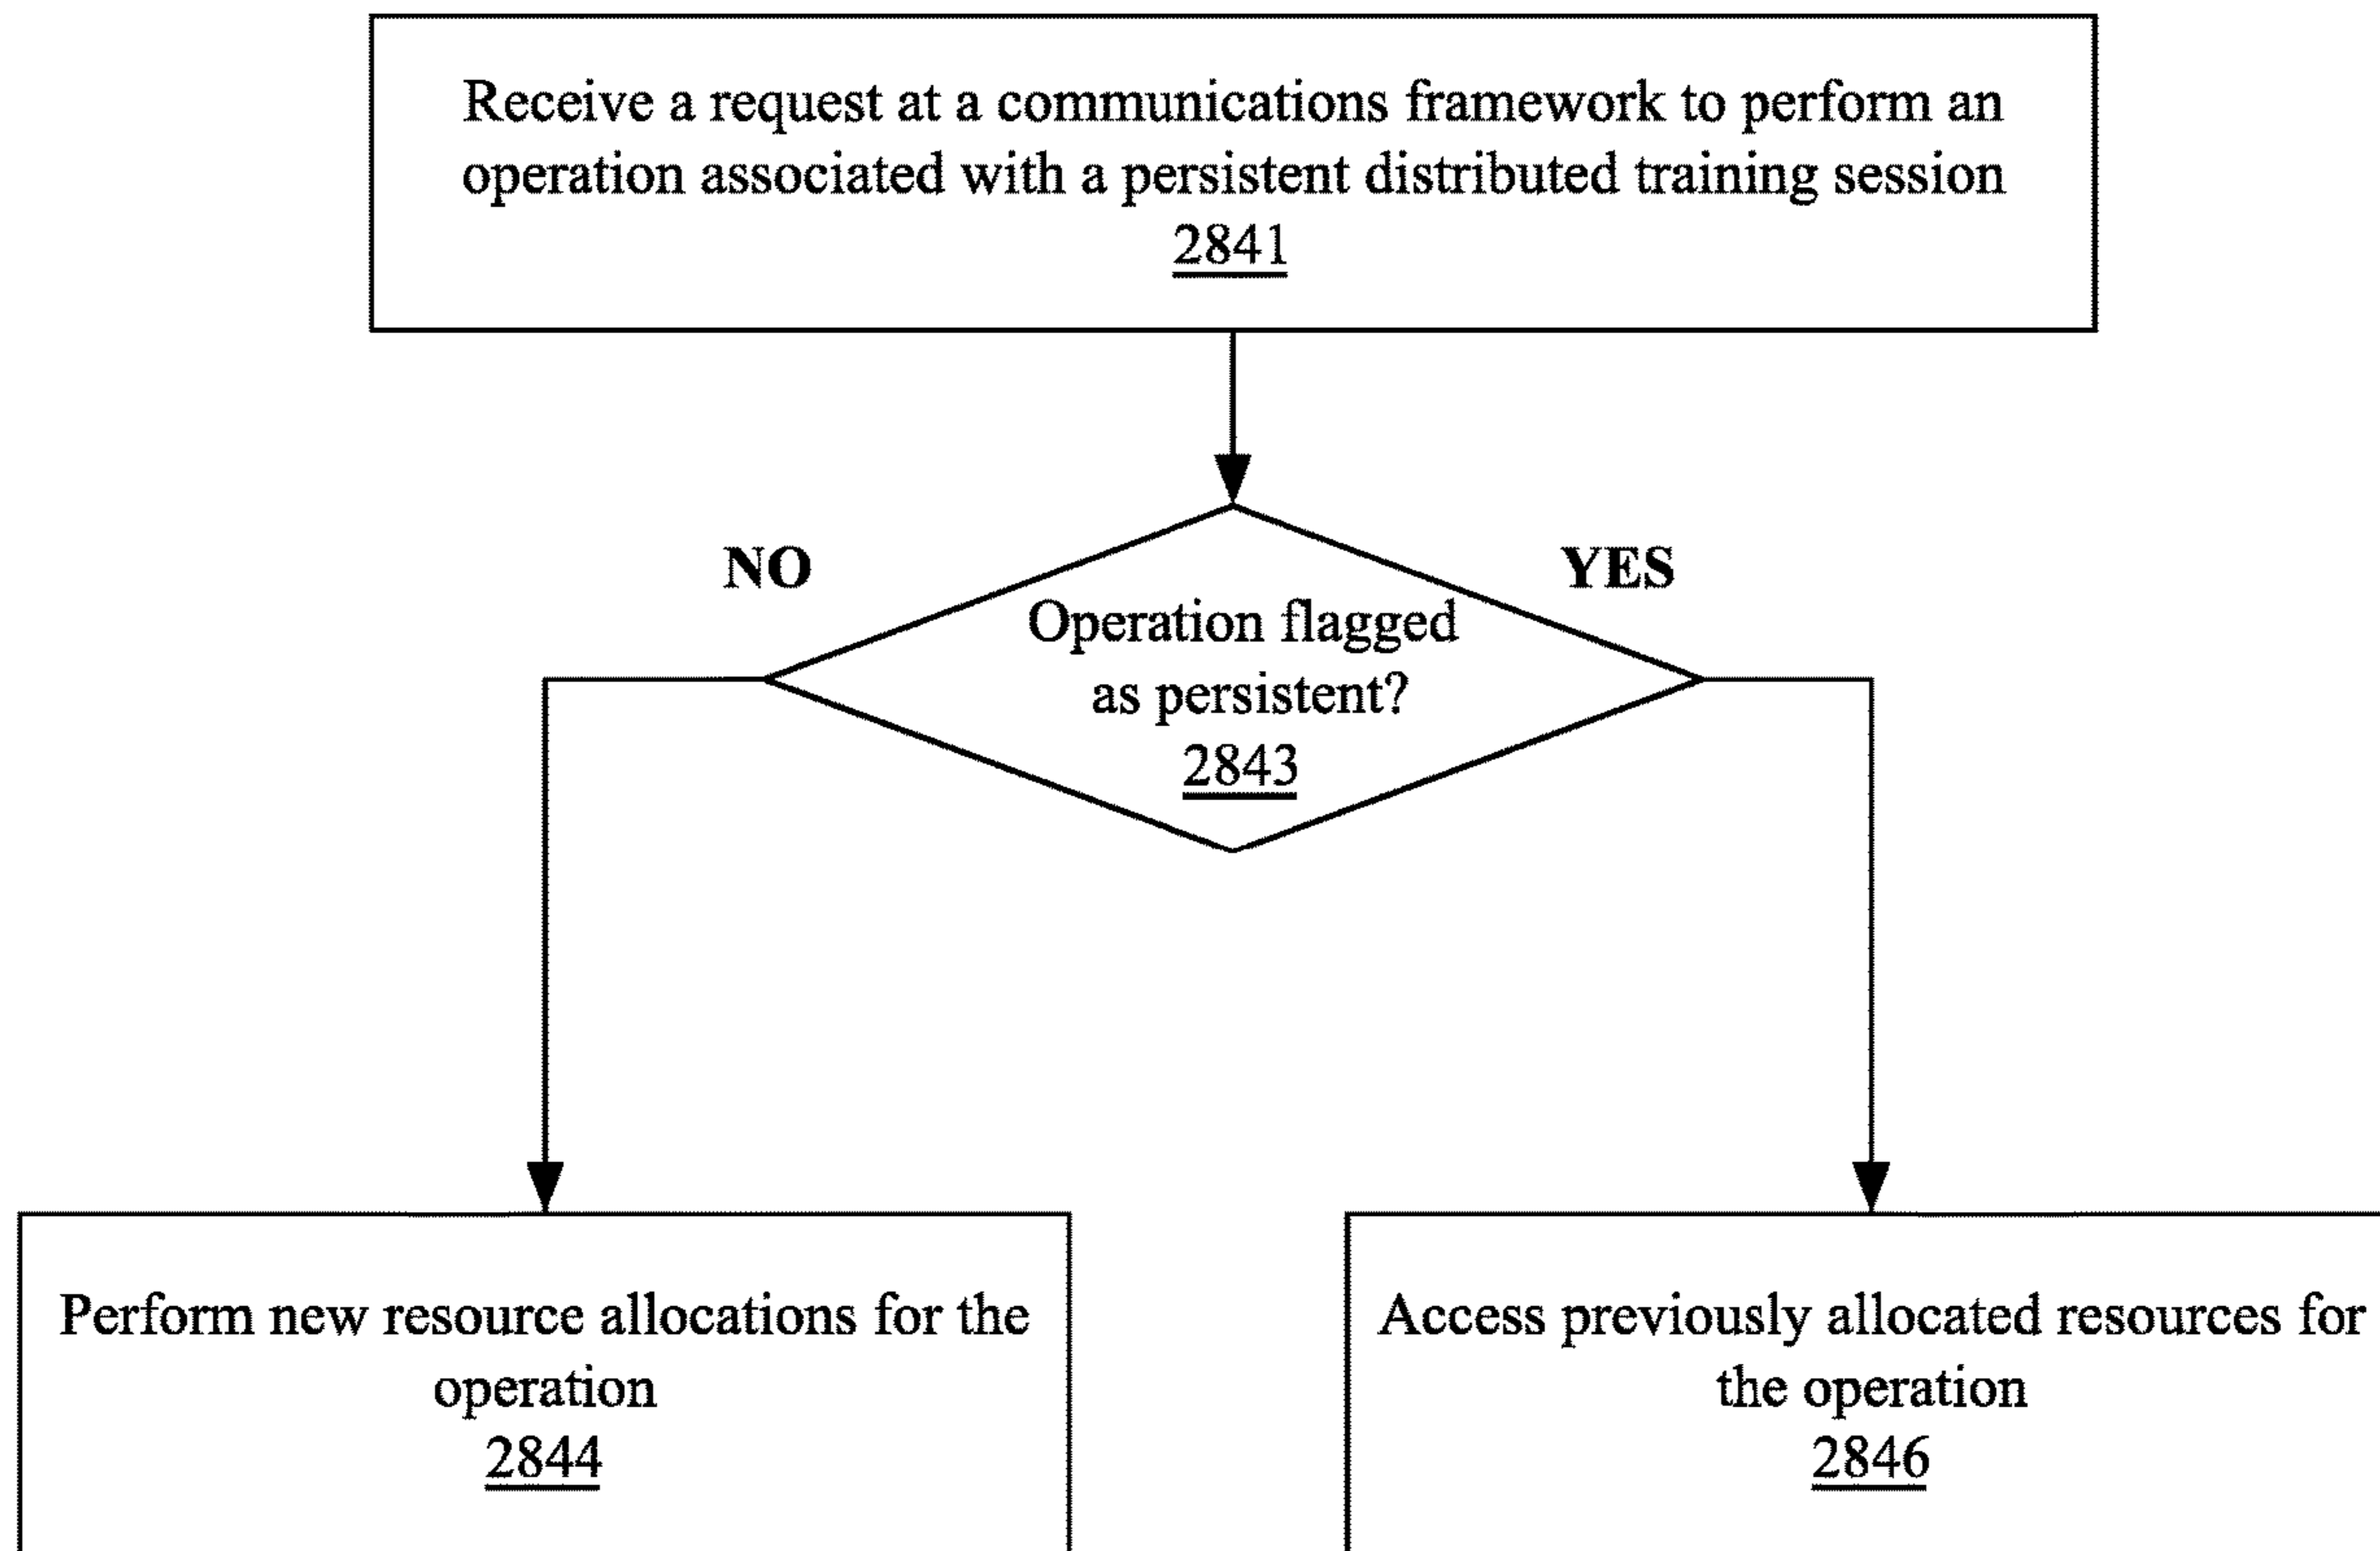 Receive a request at a communications framework to perform an
operation associated with a persistent distributed training session
2841
NO
YES
Operation flagged
as persistent?
2843
Perform new resource allocations for the
operation
2844
Access previously allocated resources for
the operation
2846